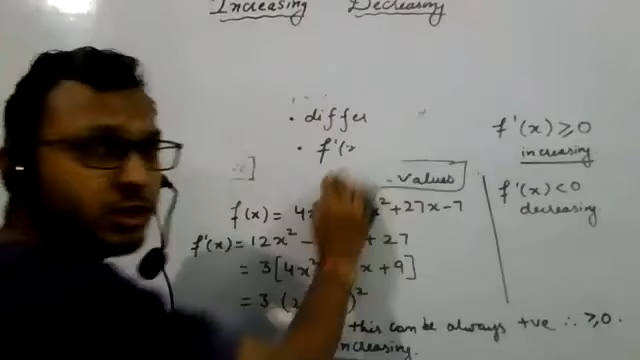 Increasing Decreasing
• differ
• f'(x
values
f(x) = 4x² + 27x - 7
f'(x) = 12x² - + 27
= 3[4x² x + 9]
= 3 (2 )²
this can be always +ve ∴ ≥ 0.
increasing.
f'(x) ≥ 0
increasing
f'(x) < 0
decreasing